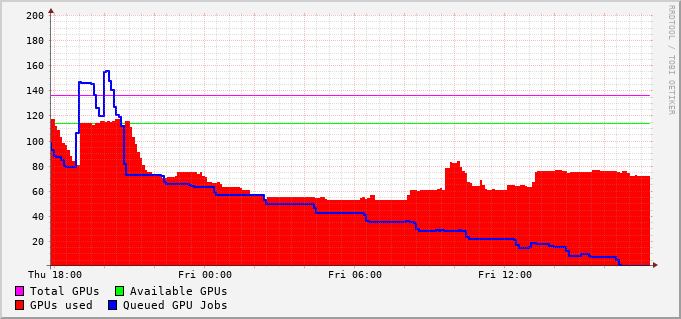 200
180
160
140
120
100
80
60
40
20
Thu 18:00 Fri 00:00 Fri 06:00 Fri 12:00
Total GPUs Available GPUs
GPUs used Queued GPU Jobs
RRDTOOL / TOBI OETIKER